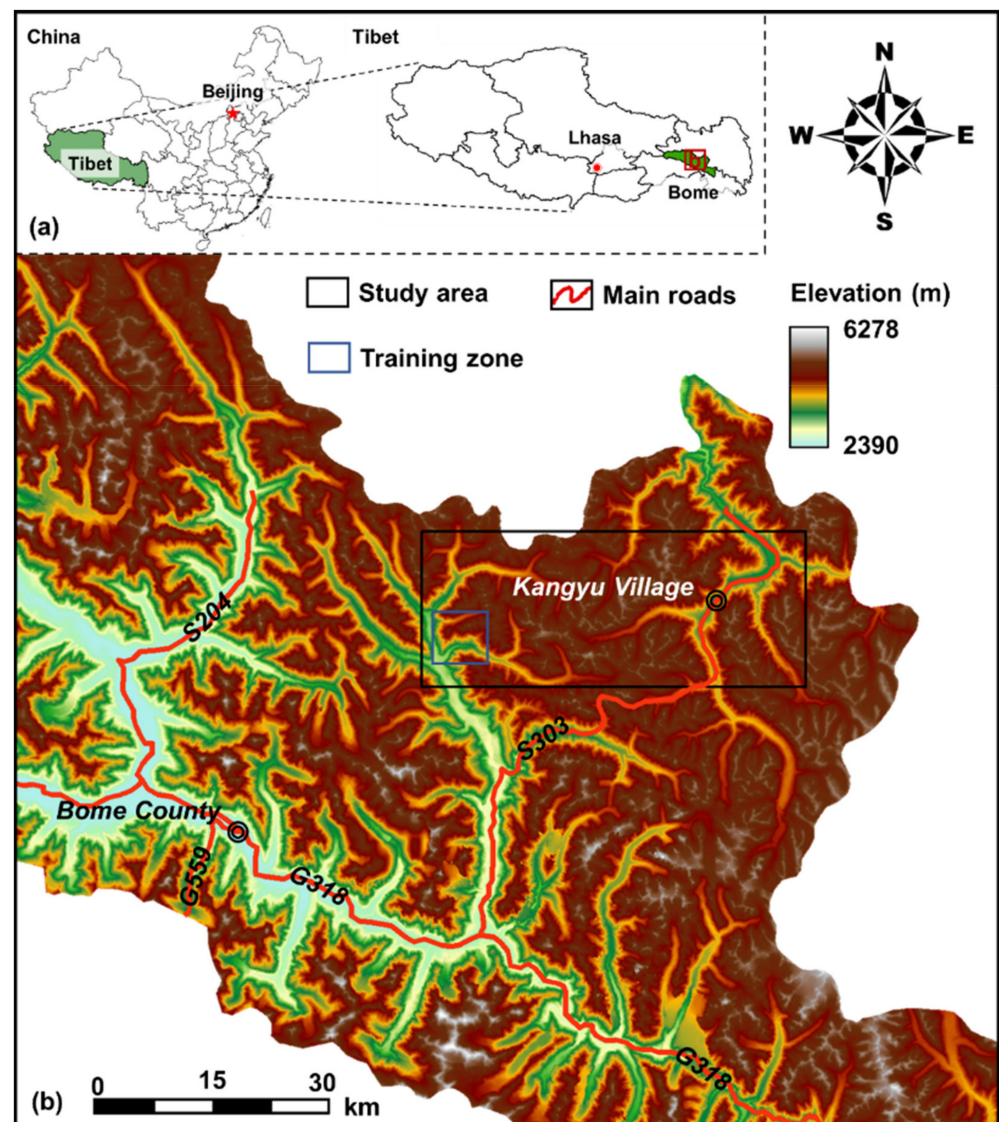 China
Tibet
Beijing
Lhasa
Tibet
Bome
(a)
N
W
E
S
Study area
Main roads
Training zone
Elevation (m)
6278
2390
Kangyu Village
S204
S303
Bome County
G559
G318
G318
(b)
0
15
30
km